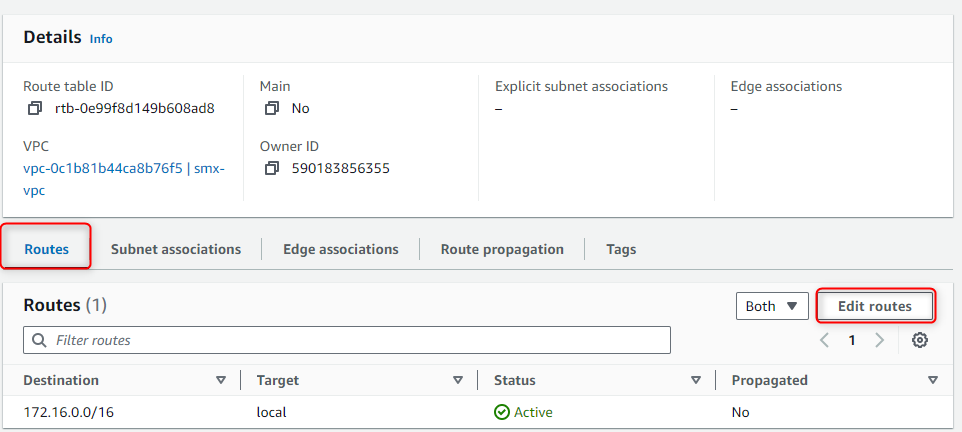 Details Info
Route table ID
rtb-0e99f8d149b608ad8
Main
No
Explicit subnet associations
–
Edge associations
–
VPC
vpc-0c1b81b44ca8b76f5 | smx-
vpc
Owner ID
590183856355
Routes Subnet associations Edge associations Route propagation Tags
Routes (1) Both Edit routes
Filter routes 1
Destination Target Status Propagated
172.16.0.0/16 local Active No